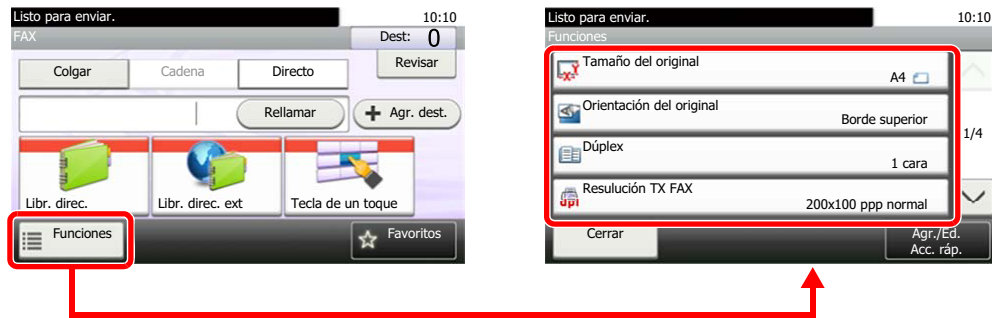 Listo para enviar.
10:10
FAX
Dest: 0
Colgar
Cadena
Directo
Revisar
Rellamar
Agr. dest.
Libr. direc.
Libr. direc. ext
Tecla de un toque
Funciones
Favoritos
Listo para enviar.
10:10
Funciones
Tamaño del original
A4
Orientación del original
Borde superior
1/4
Dúplex
1 cara
Resulución TX FAX
200x100 ppp normal
Cerrar
Agr./Ed.
Acc. ráp.